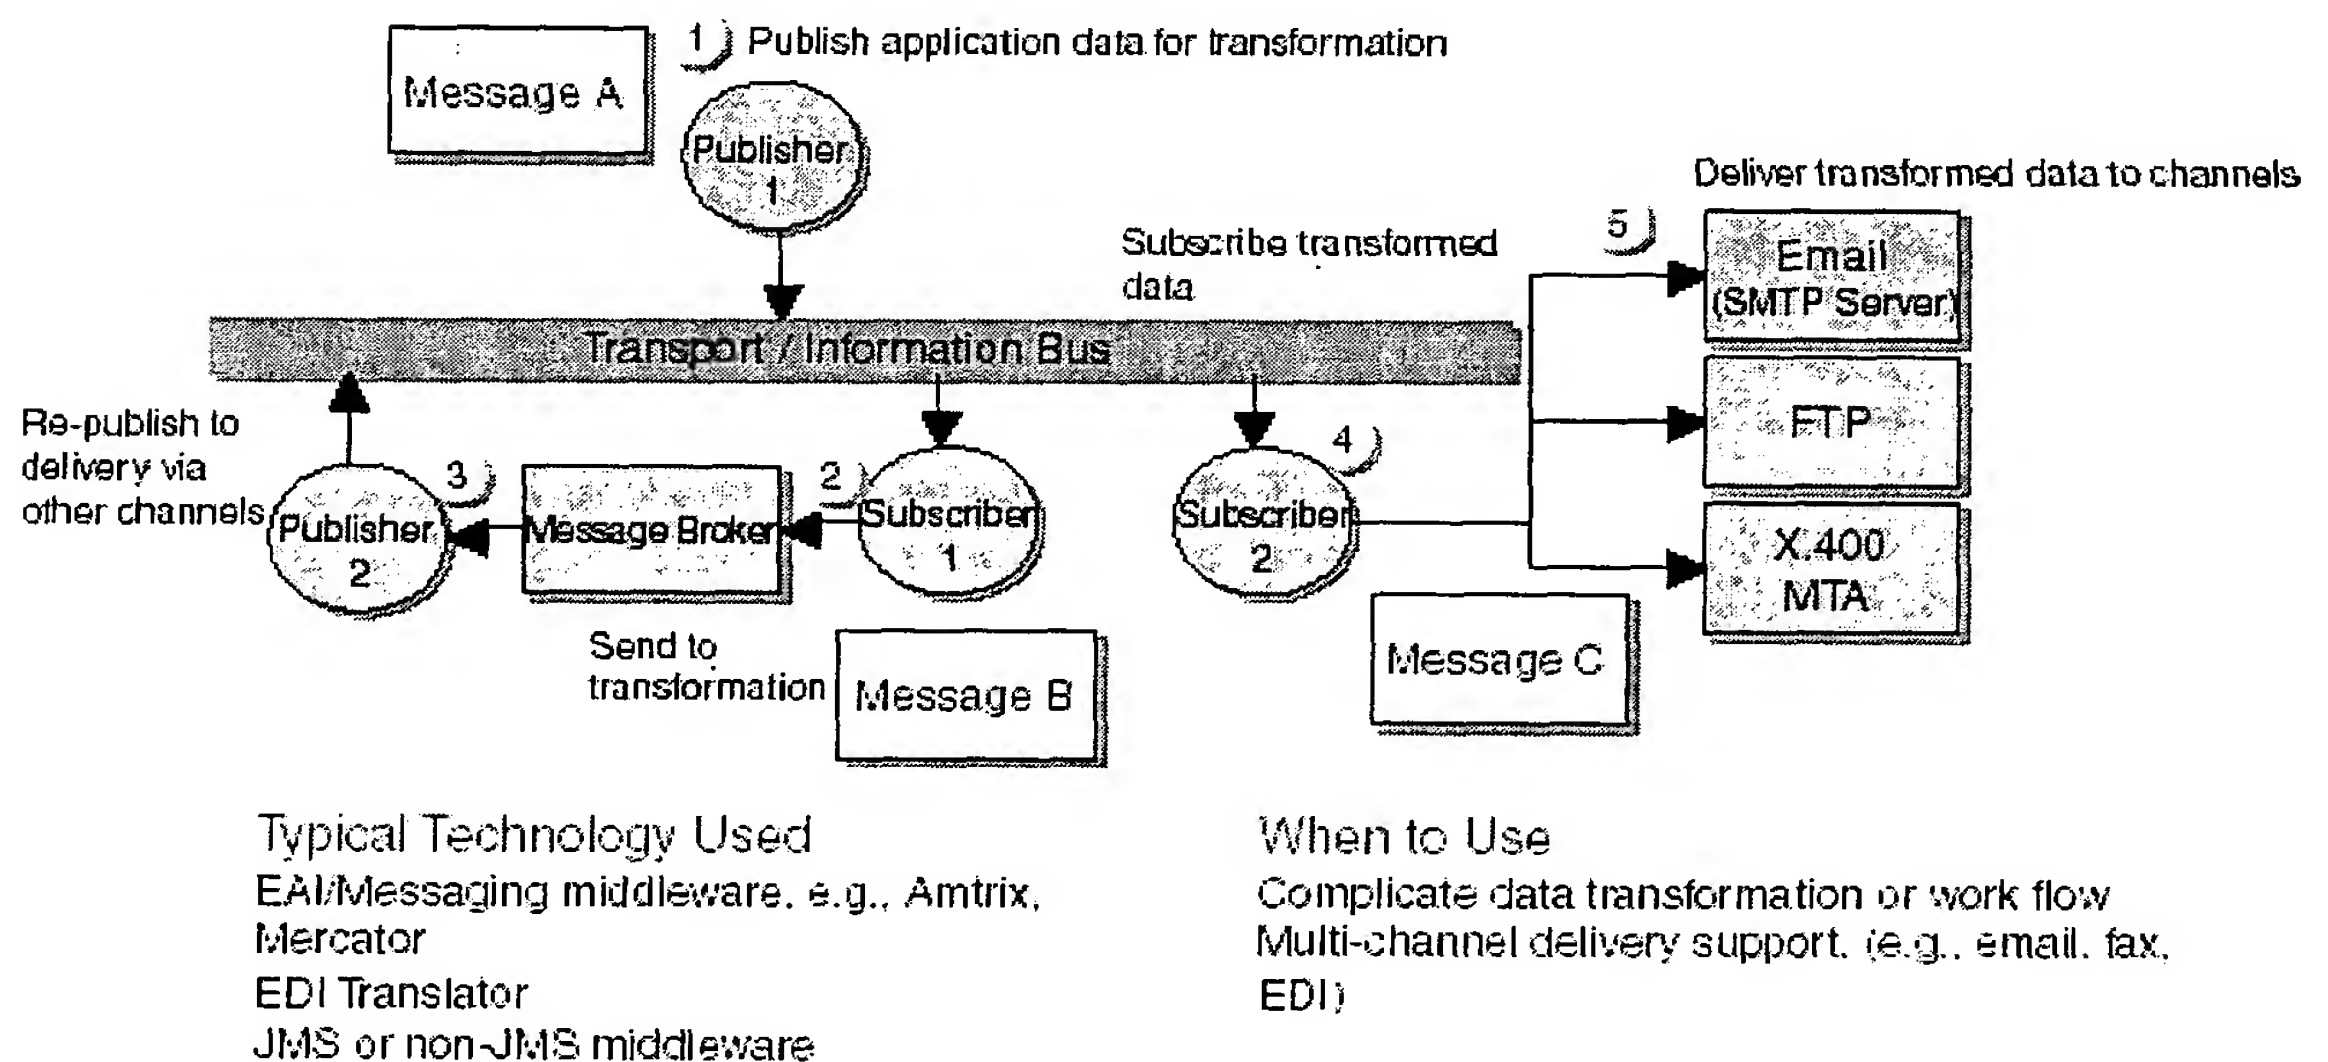 Message A
1 Publish application data for transformation
Publisher
1
Deliver transformed data to channels
Subscribe transformed
data
5
Email
(SMTP Server)
Transport / Information Bus
FTP
Re-publish to
delivery via
other channels
3
Publisher
2
Message Broker
2
Subscriber
1
4
Subscriber
2
X.400
MTA
Send to
transformation
Message B
Message C
Typical Technology Used
EAI/Messaging middleware, e.g., Amtrix,
Mercator
EDI Translator
JMS or non-JMS middleware
When to Use
Complicate data transformation or work flow
Multi-channel delivery support. (e.g., email, fax,
EDI)